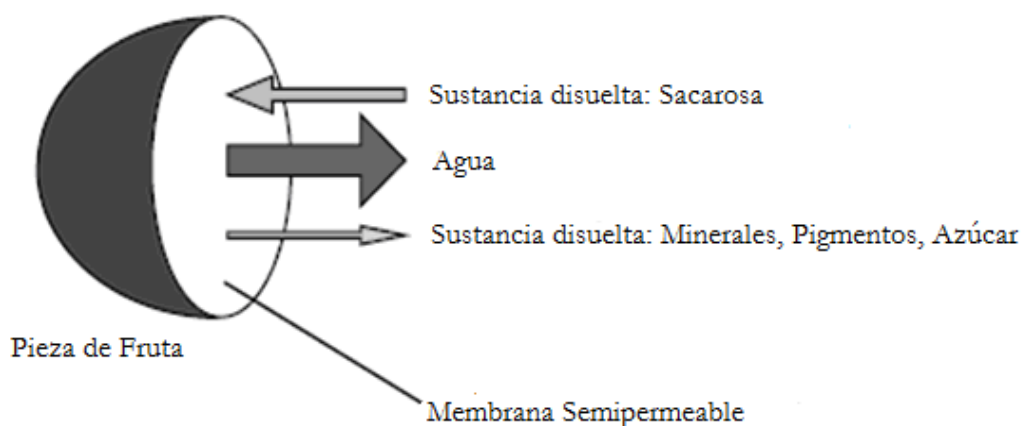 Sustancia disuelta: Sacarosa
Agua
Sustancia disuelta: Minerales, Pigmentos, Azúcar
Pieza de Fruta
Membrana Semipermeable